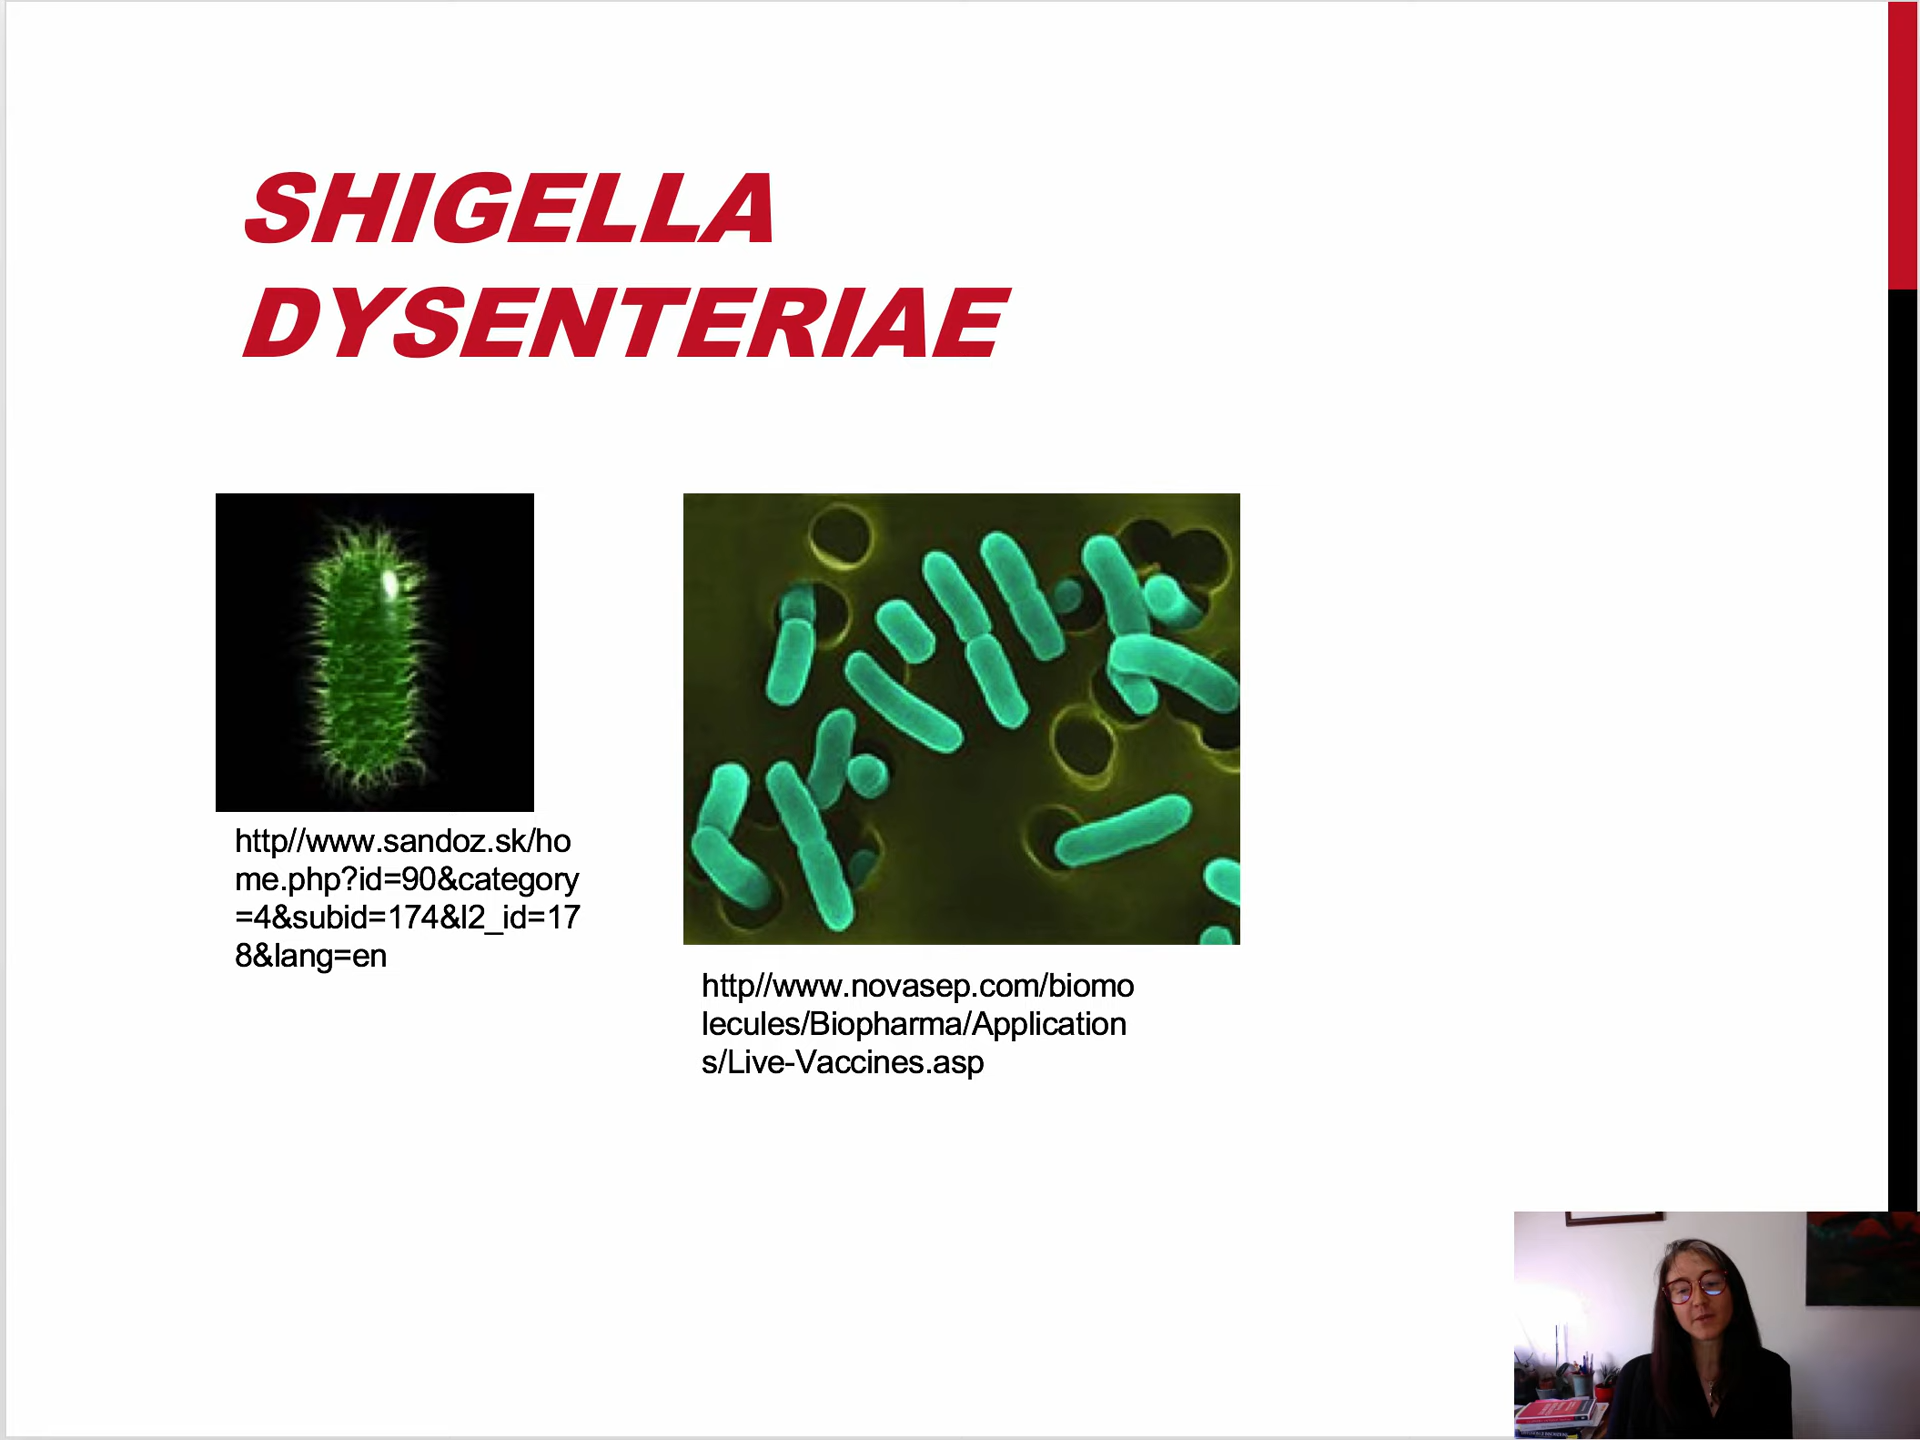 SHIGELLA
DYSENTERIAE
http//www.sandoz.sk/ho
me.php?id=90&category
=4&subid=174&l2_id=17
8&lang=en
http//www.novasep.com/biomo
lecules/Biopharma/Application
s/Live-Vaccines.asp